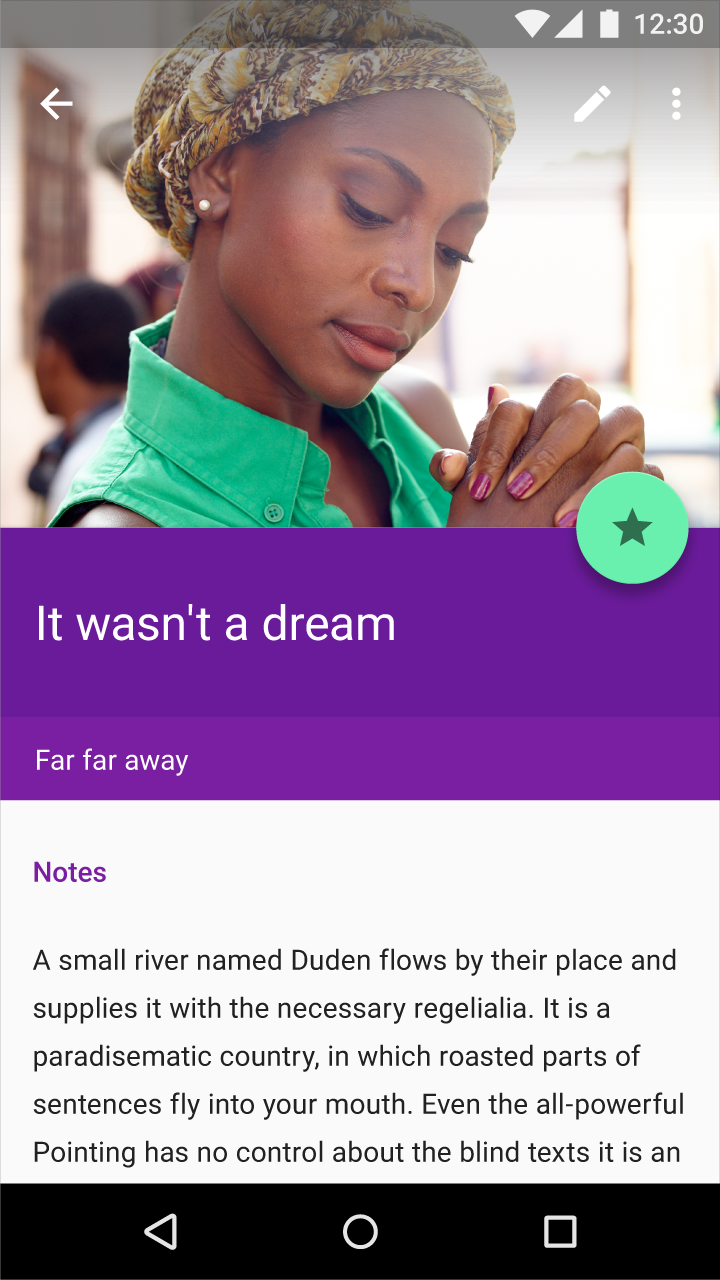 12:30
It wasn't a dream
Far far away
Notes
A small river named Duden flows by their place and
supplies it with the necessary regelialia. It is a
paradisematic country, in which roasted parts of
sentences fly into your mouth. Even the all-powerful
Pointing has no control about the blind texts it is an